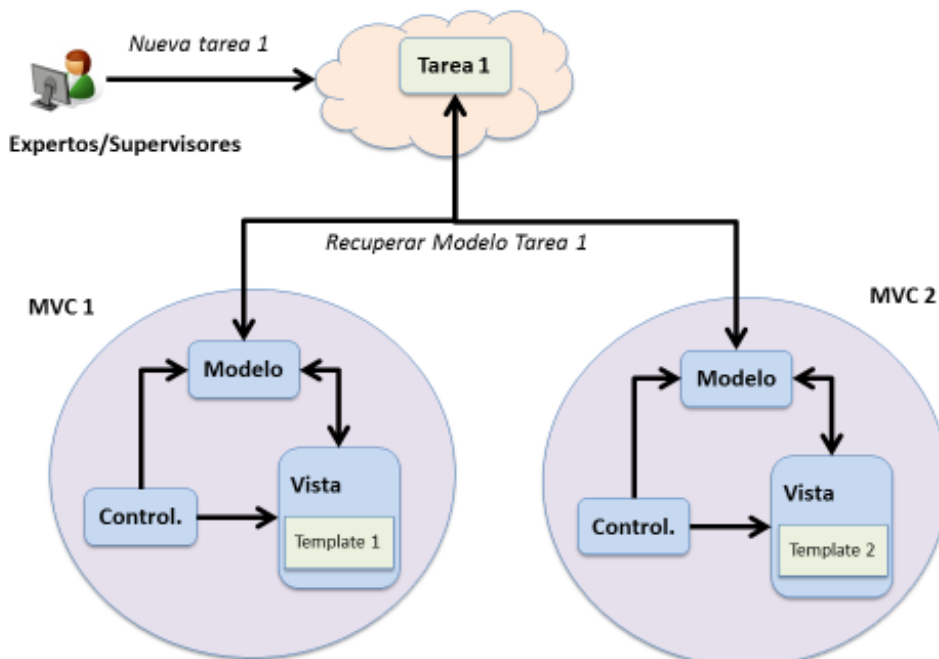 Nueva tarea 1
Tarea 1
Expertos/Supervisores
Recuperar Modelo Tarea 1
MVC 1
Modelo
Vista
Control.
Template 1
MVC 2
Modelo
Vista
Control.
Template 2